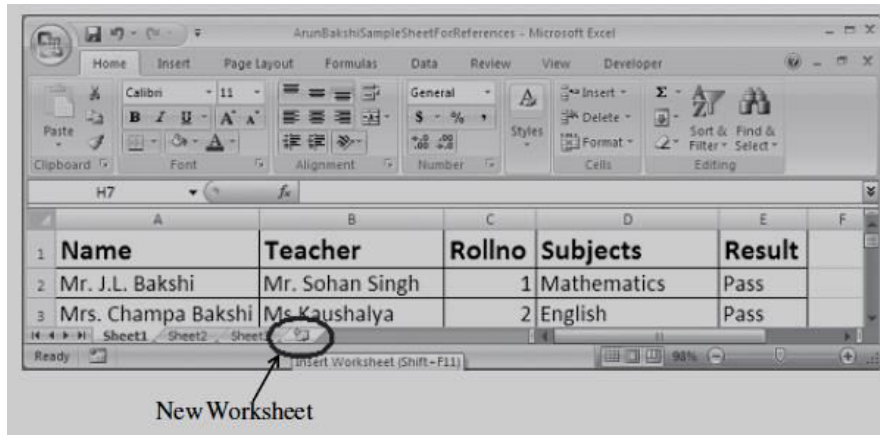 ArunBakshiSampleSheetForReferences - Microsoft Excel
Home Insert Page Layout Formulas Data Review View Developer
Paste
Calibri 11
B I U A A
A
General
$ % ,
Styles
Insert
Delete
Format
Σ
Sort & Filter
Find & Select
Clipboard Font Alignment Number Cells Editing
H7 fx
A B C D E F
1 Name Teacher Rollno Subjects Result
2 Mr. J.L. Bakshi Mr. Sohan Singh 1 Mathematics Pass
3 Mrs. Champa Bakshi Ms Kaushalya 2 English Pass
Sheet1 Sheet2
Ready 98%
Insert Worksheet (Shift+F11)
New Worksheet